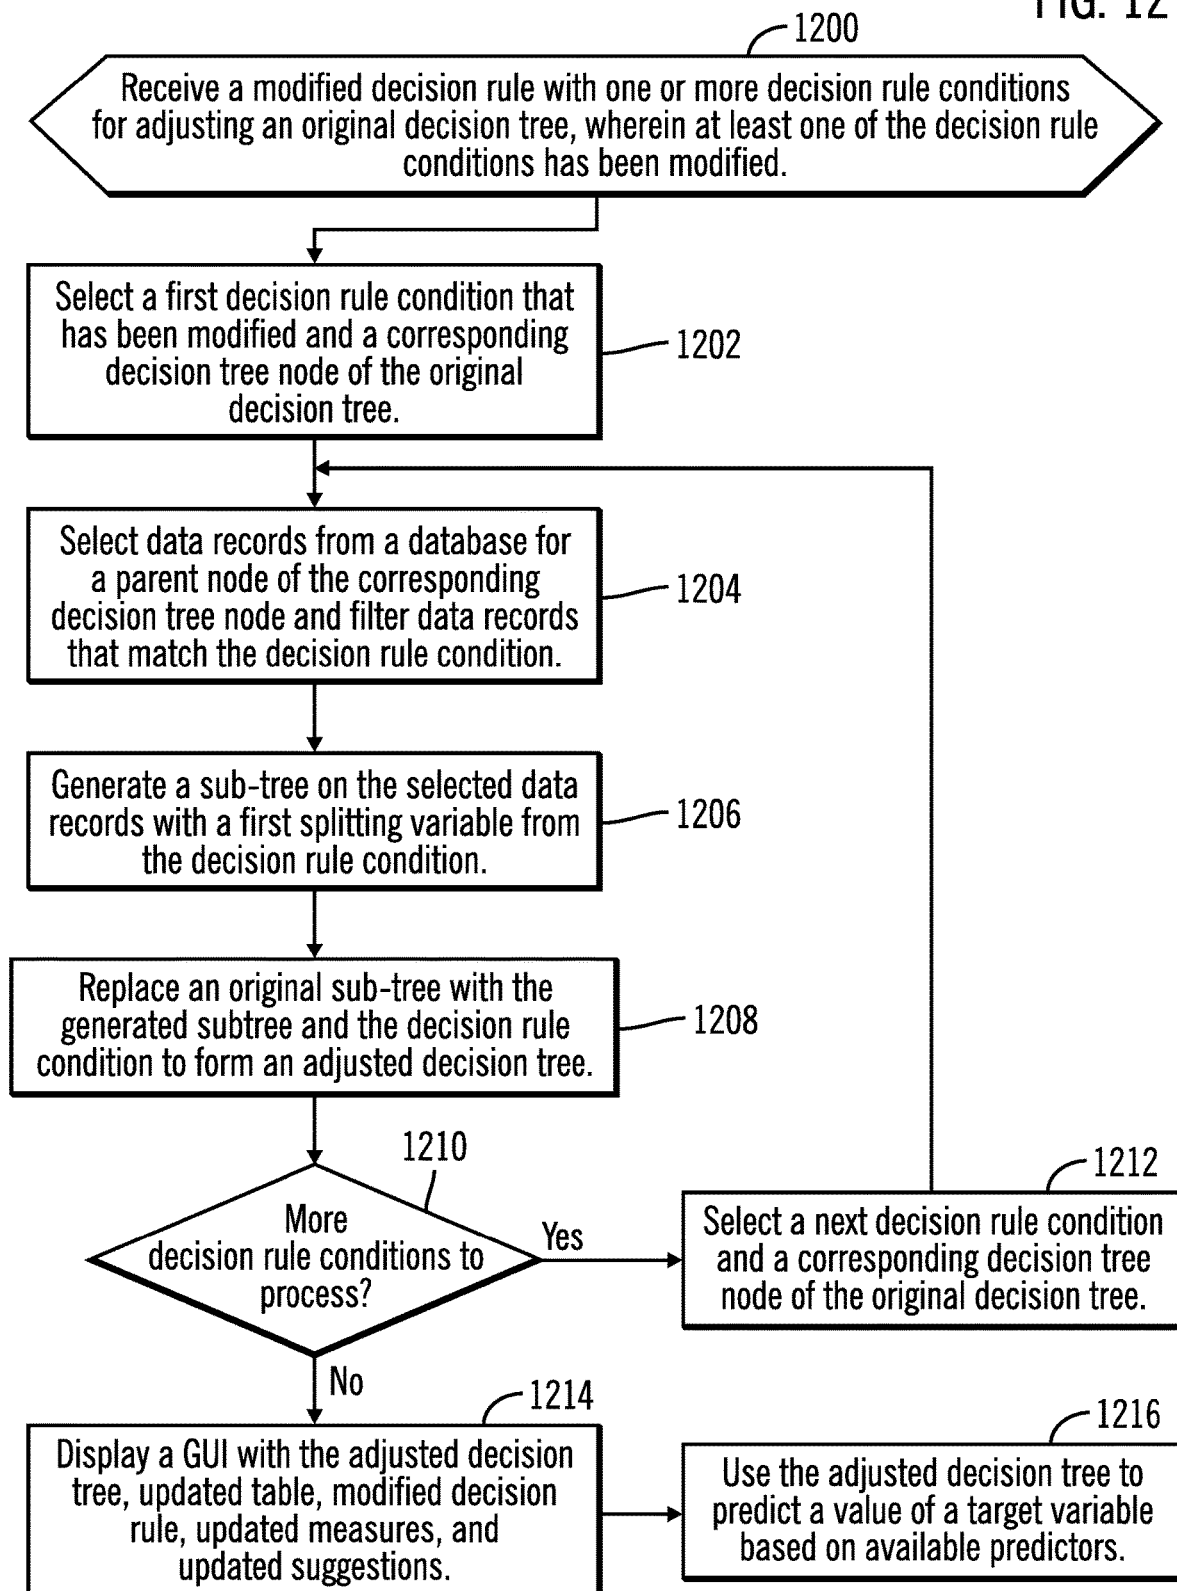 FIG. 12
1200
Receive a modified decision rule with one or more decision rule conditions
for adjusting an original decision tree, wherein at least one of the decision rule
conditions has been modified.
Select a first decision rule condition that
has been modified and a corresponding
decision tree node of the original
decision tree.
1202
Select data records from a database for
a parent node of the corresponding
decision tree node and filter data records
that match the decision rule condition.
1204
Generate a sub-tree on the selected data
records with a first splitting variable from
the decision rule condition.
1206
Replace an original sub-tree with the
generated subtree and the decision rule
condition to form an adjusted decision tree.
1208
1210
More
decision rule conditions to
process?
Yes
1212
Select a next decision rule condition
and a corresponding decision tree
node of the original decision tree.
No
1214
Display a GUI with the adjusted decision
tree, updated table, modified decision
rule, updated measures, and
updated suggestions.
1216
Use the adjusted decision tree to
predict a value of a target variable
based on available predictors.